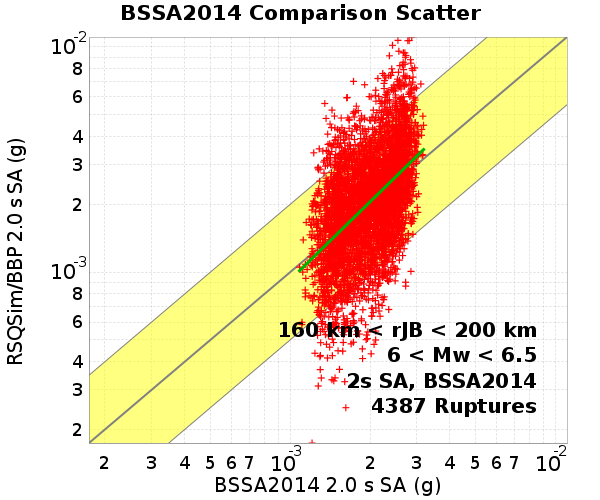 BSSA2014 Comparison Scatter
RSQSim/BBP 2.0 s SA (g)
10-2
8
6
4
3
2
10-3
8
6
4
3
2
160 km < rJB < 200 km
6 < Mw < 6.5
2s SA, BSSA2014
4387 Ruptures
2 3 4 5 6 7 10-3 2 3 4 5 6 7 10-2
BSSA2014 2.0 s SA (g)